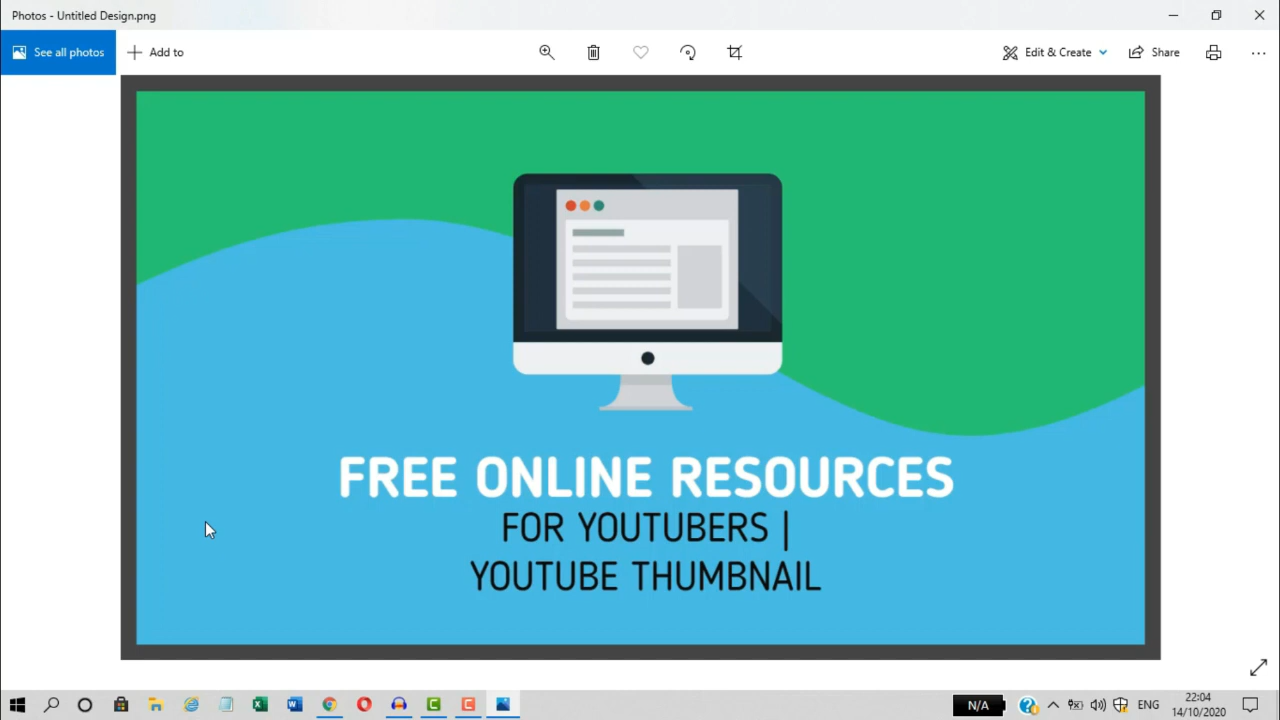 Photos - Untitled Design.png
See all photos
Add to
Edit & Create
Share
FREE ONLINE RESOURCES
FOR YOUTUBERS |
YOUTUBE THUMBNAIL
N/A
ENG
22:04
14/10/2020